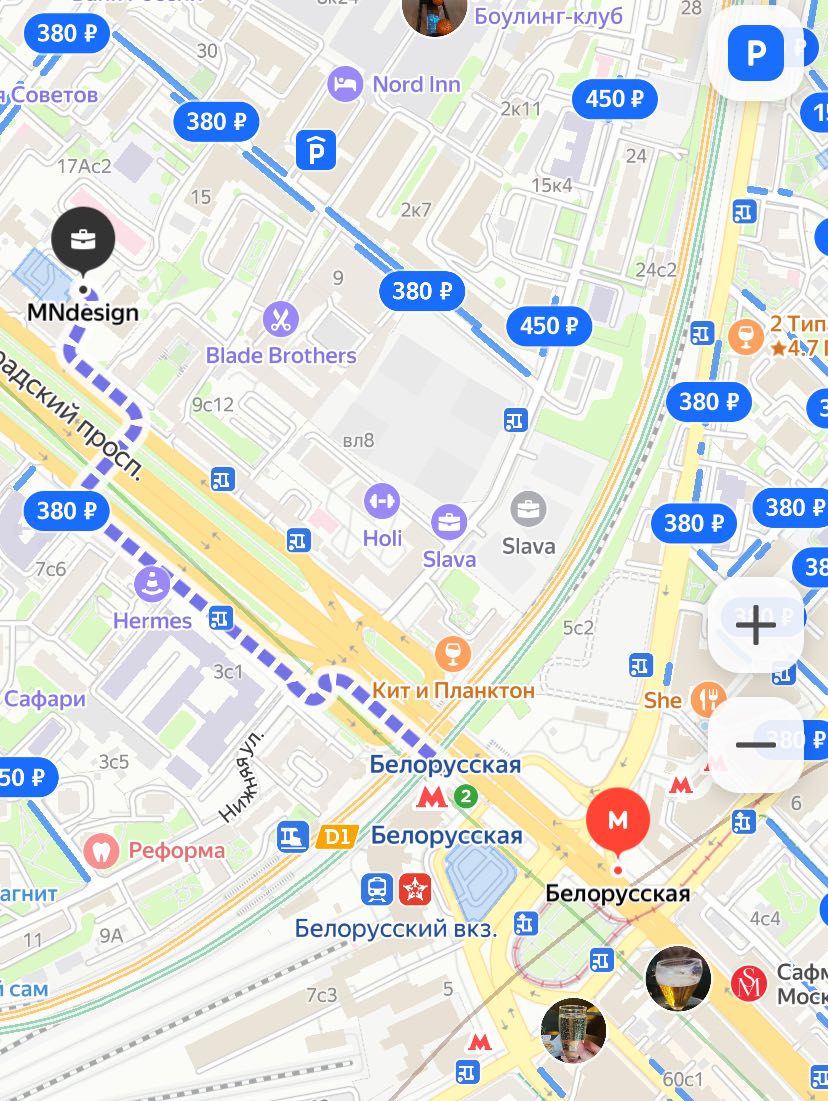 Боулинг-клуб
28
380 ₽
30
P
Nord Inn
Советов
450 ₽
2к11
380 ₽
P
17Ас2
24
15к4
15
2к7
24с2
9
380 ₽
MNdesign
450 ₽
2 Тип
★4.7
Blade Brothers
380 ₽
9с12
радский просп.
вл8
380 ₽
Holi
Slava
Slava
380 ₽
380 ₽
7с6
38
Hermes
5с2
+
3с1
Сафари
Кит и Планктон
She
−
380 ₽
Нижняя ул.
3с5
50 ₽
Белорусская
2
М
6
D1
Белорусская
Реформа
агнит
Белорусская
Белорусский вкз.
4с4
11
9А
й сам
7с3
5
Сафм
Моск
60с1